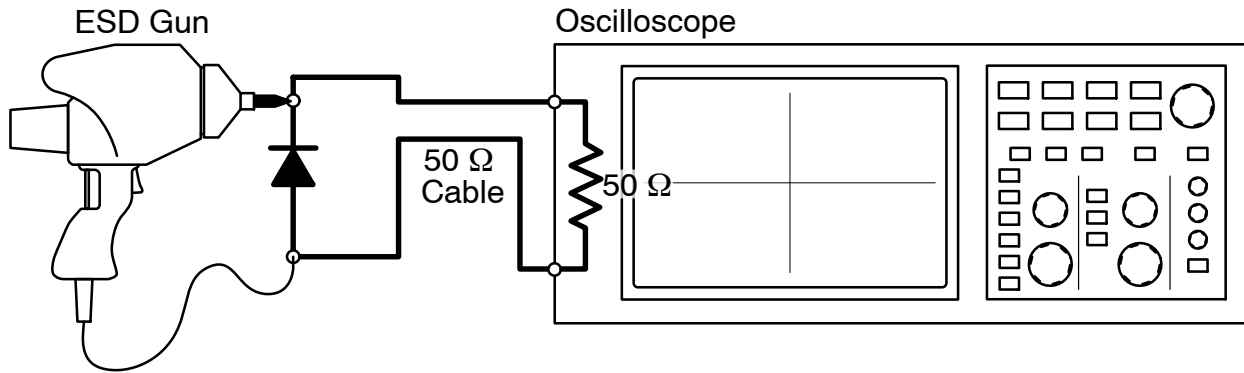 ESD Gun
Oscilloscope
50 Ω
Cable
50 Ω